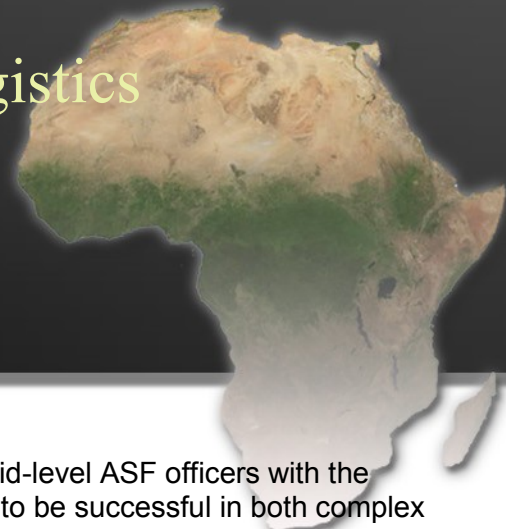 gistics
id-level ASF officers with the
to be successful in both complex